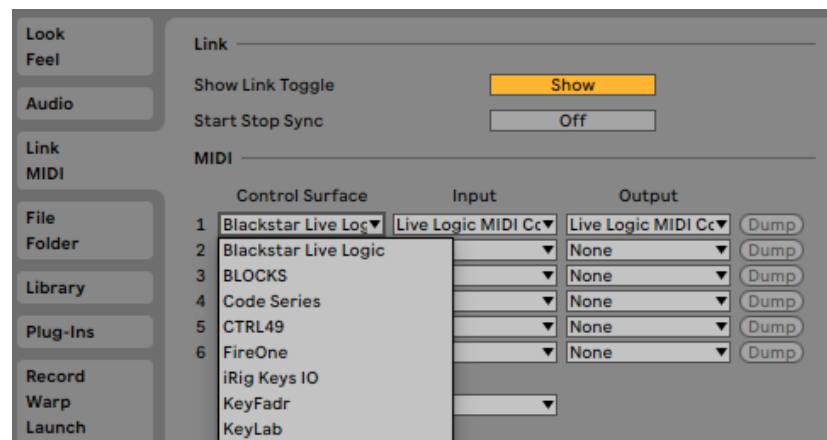 Look
Feel
Audio
Link
MIDI
File
Folder
Library
Plug-Ins
Record
Warp
Launch
Link
Show Link Toggle Show
Start Stop Sync Off
MIDI
Control Surface Input Output
1 Blackstar Live Log Live Logic MIDI Cc Live Logic MIDI Cc Dump
2 None Dump
3 None Dump
4 None Dump
5 None Dump
6 None Dump
Blackstar Live Logic
BLOCKS
Code Series
CTRL49
FireOne
iRig Keys IO
KeyFadr
KeyLab